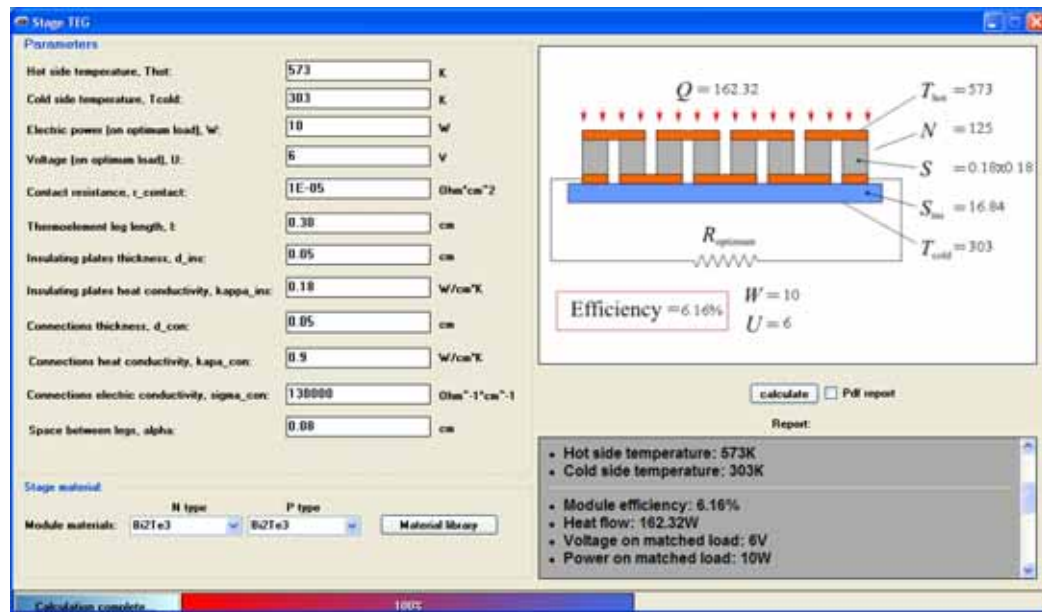 Stage TEG
Parameters
Hot side temperature, Thot: 573 K
Cold side temperature, Tcold: 303 K
Electric power (on optimum load), W: 10 W
Voltage (on optimum load), U: 6 V
Contact resistance, r_contact: 1E-05 Ohm*cm^2
Thermoelement leg length, l: 0.30 cm
Insulating plates thickness, d_ins: 0.05 cm
Insulating plates heat conductivity, kappa_ins: 0.18 W/cm*K
Connections thickness, d_con: 0.05 cm
Connections heat conductivity, kapa_con: 0.9 W/cm*K
Connections electric conductivity, sigma_con: 130000 Ohm^-1*cm^-1
Space between legs, alpha: 0.08 cm
Stage material:
N type P type
Module materials: Bi2Te3 Bi2Te3 Material library
Calculation complete 100%
Q = 162.32
T hot = 573
N = 125
S = 0.18x0.18
S ins = 16.84
T cold = 303
R optimum
Efficiency = 6.16%
W = 10
U = 6
calculate Pdf report
Report:
• Hot side temperature: 573K
• Cold side temperature: 303K
• Module efficiency: 6.16%
• Heat flow: 162.32W
• Voltage on matched load: 6V
• Power on matched load: 10W